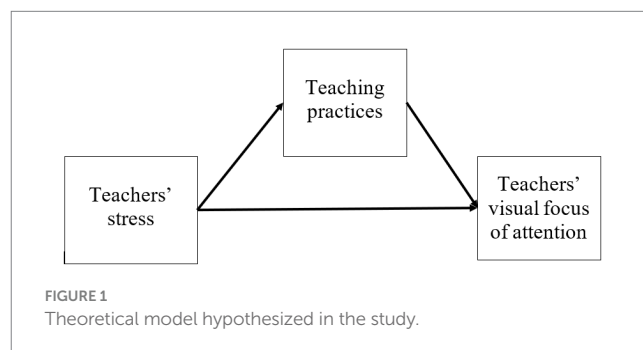 Teaching
practices
Teachers'
stress
Teachers'
visual focus
of attention
FIGURE 1
Theoretical model hypothesized in the study.